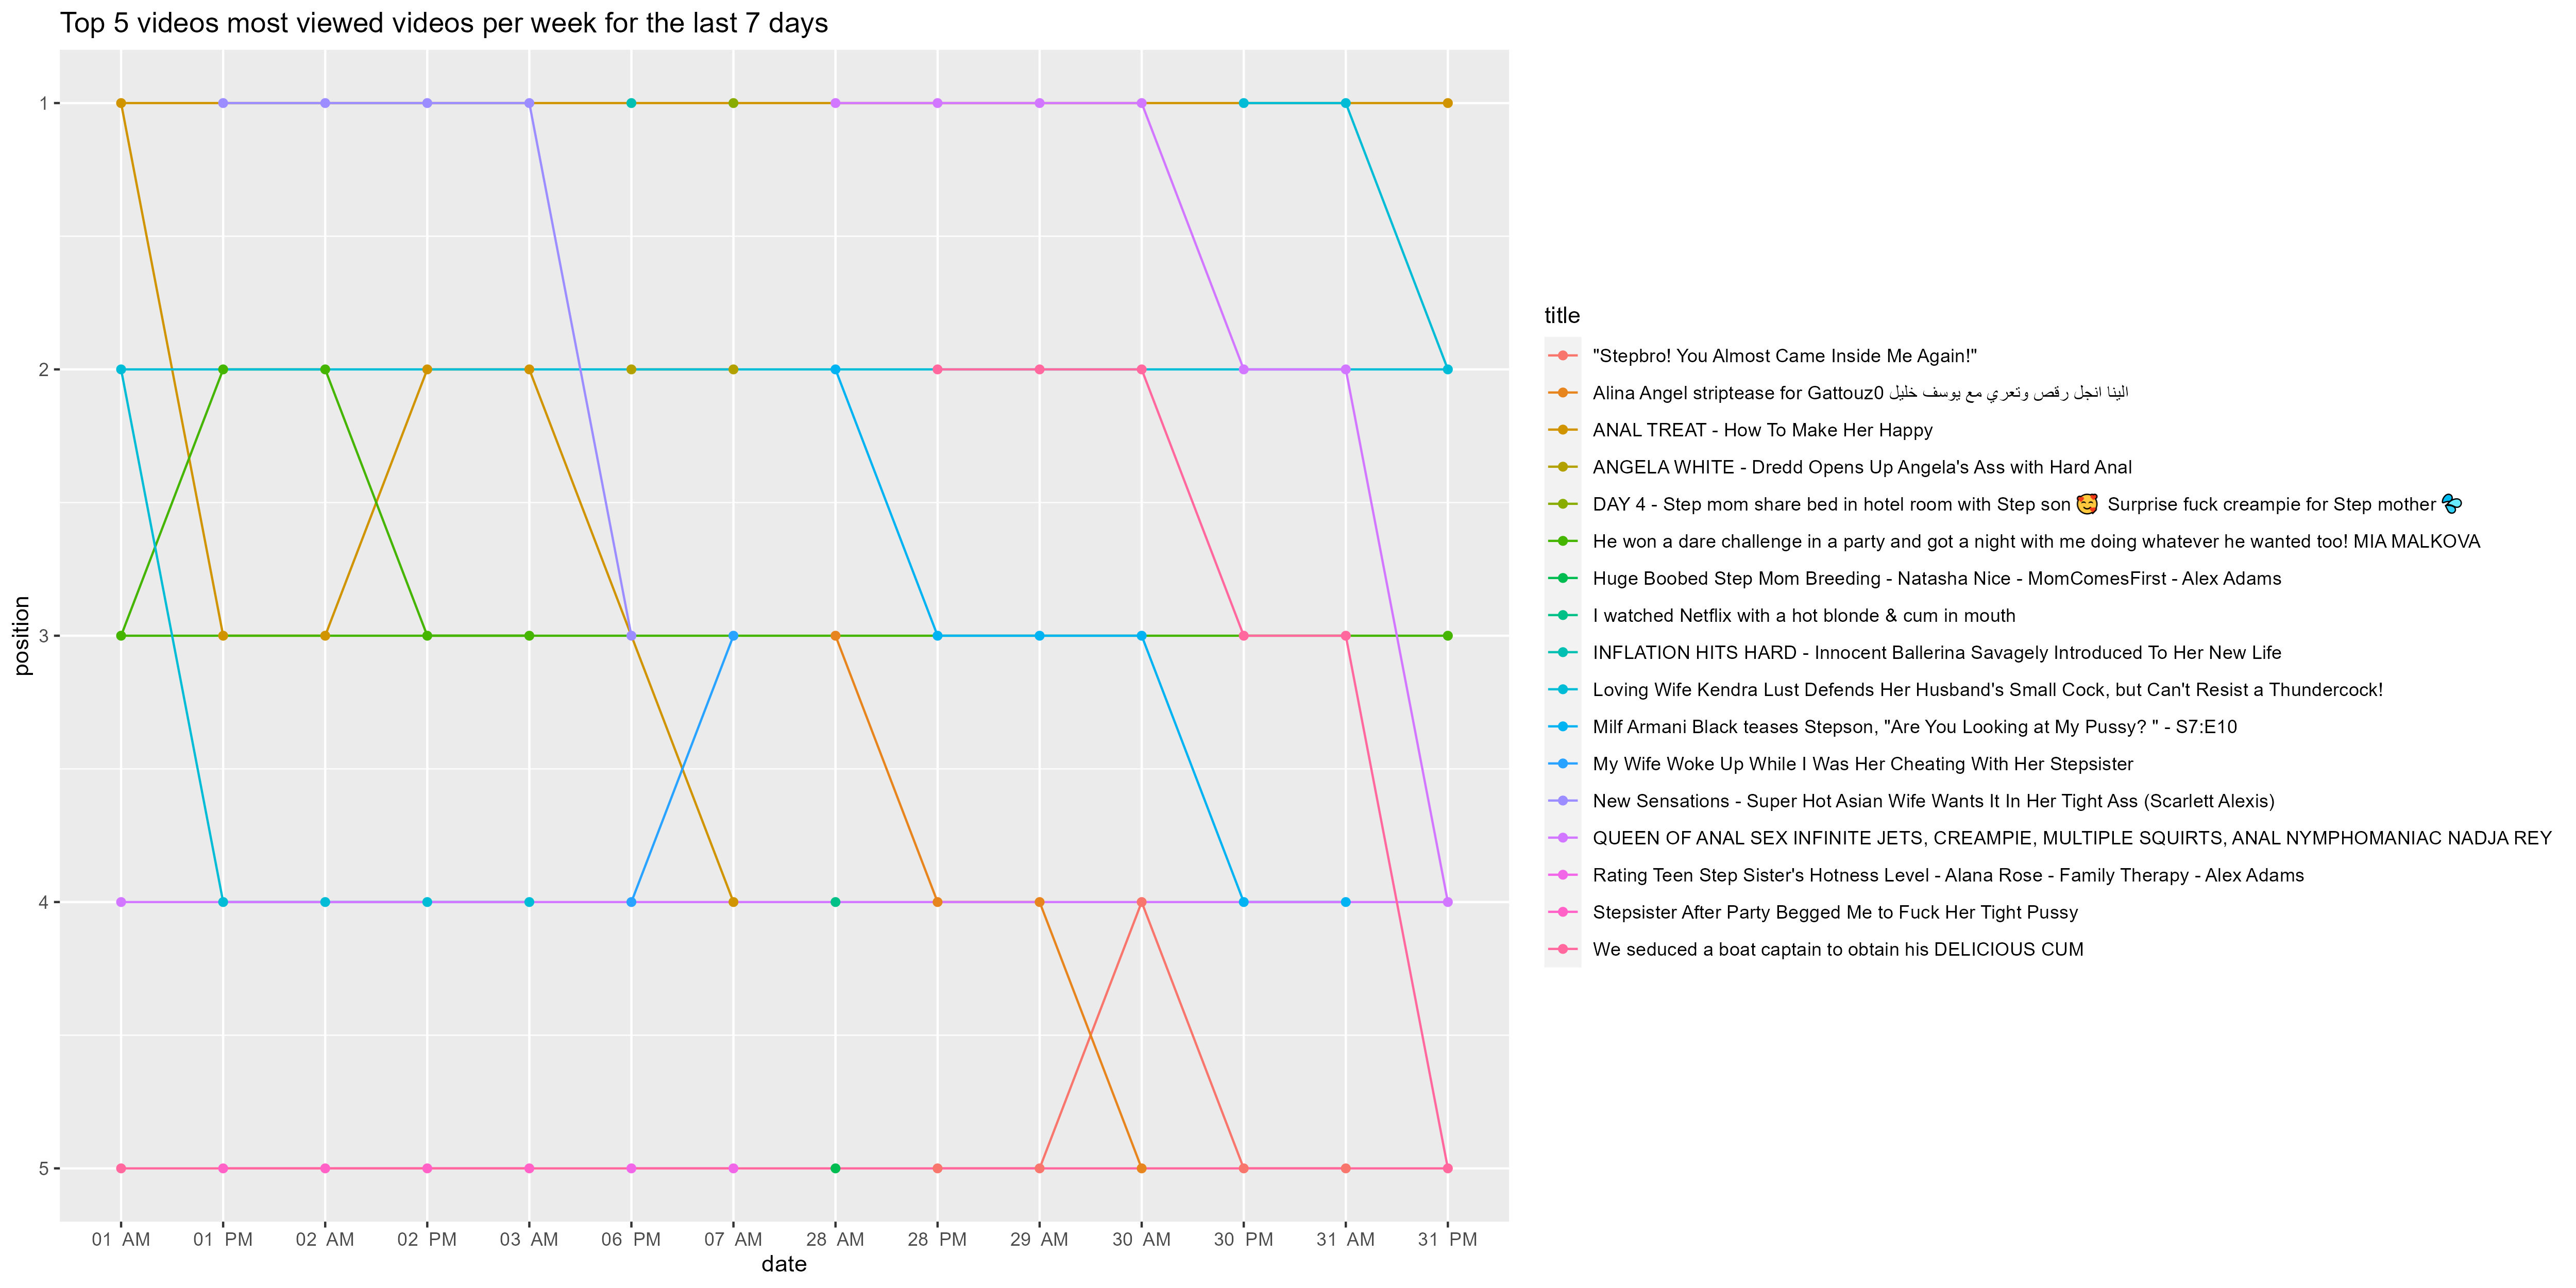 Top 5 videos most viewed videos per week for the last 7 days
position
1
2
3
4
5
01 AM 01 PM 02 AM 02 PM 03 AM 06 PM 07 AM 28 AM 28 PM 29 AM 30 AM 30 PM 31 AM 31 PM
date
title
"Stepbro! You Almost Came Inside Me Again!"
Alina Angel striptease for Gattouz0 الينا انجل رقص وتعري مع يوسف خليل
ANAL TREAT - How To Make Her Happy
ANGELA WHITE - Dredd Opens Up Angela's Ass with Hard Anal
DAY 4 - Step mom share bed in hotel room with Step son 🥰 Surprise fuck creampie for Step mother 💦
He won a dare challenge in a party and got a night with me doing whatever he wanted too! MIA MALKOVA
Huge Boobed Step Mom Breeding - Natasha Nice - MomComesFirst - Alex Adams
I watched Netflix with a hot blonde & cum in mouth
INFLATION HITS HARD - Innocent Ballerina Savagely Introduced To Her New Life
Loving Wife Kendra Lust Defends Her Husband's Small Cock, but Can't Resist a Thundercock!
Milf Armani Black teases Stepson, "Are You Looking at My Pussy? " - S7:E10
My Wife Woke Up While I Was Her Cheating With Her Stepsister
New Sensations - Super Hot Asian Wife Wants It In Her Tight Ass (Scarlett Alexis)
QUEEN OF ANAL SEX INFINITE JETS, CREAMPIE, MULTIPLE SQUIRTS, ANAL NYMPHOMANIAC NADJA REY
Rating Teen Step Sister's Hotness Level - Alana Rose - Family Therapy - Alex Adams
Stepsister After Party Begged Me to Fuck Her Tight Pussy
We seduced a boat captain to obtain his DELICIOUS CUM